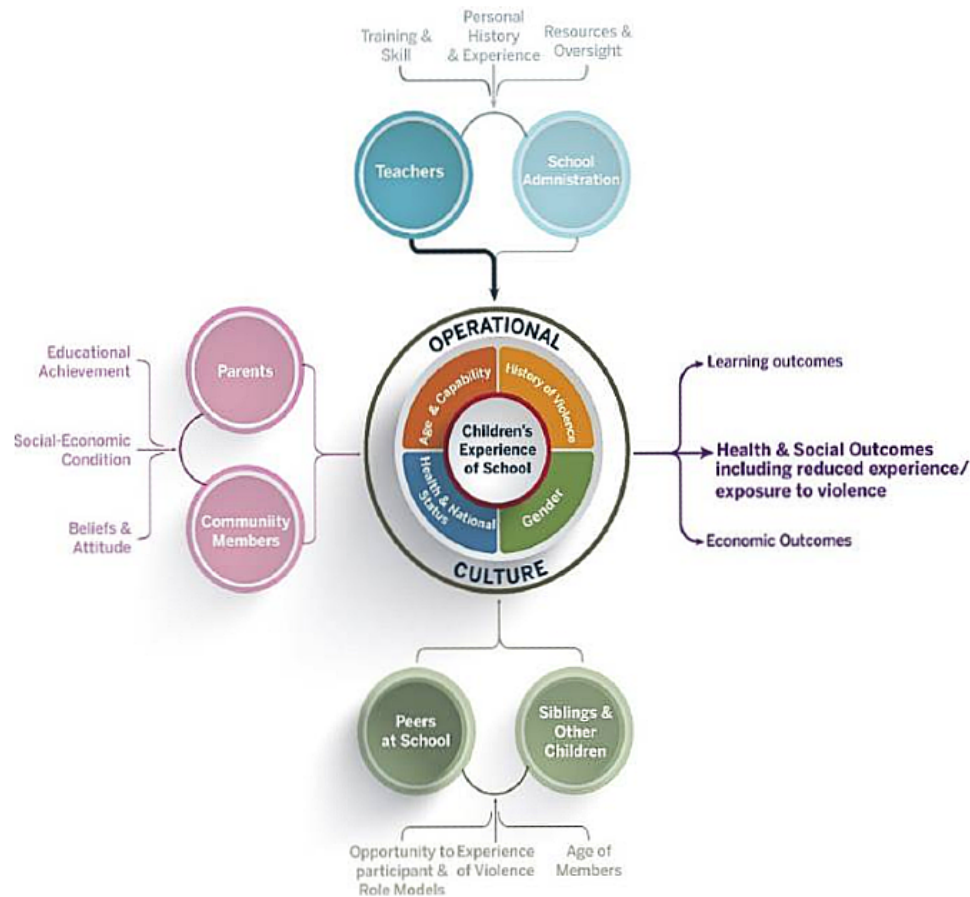 Training &
Skill
Personal
History
& Experience
Resources &
Oversight
Teachers
School
Admnistration
Educational
Achievement
Social-Economic
Condition
Beliefs &
Attitude
Parents
Communiity
Members
OPERATIONAL
Age & Capability
History of Violence
Children's
Experience
of School
Health & National
Status
Gender
CULTURE
Learning outcomes
Health & Social Outcomes
including reduced experience/
exposure to violence
Economic Outcomes
Peers
at School
Siblings &
Other
Children
Opportunity to
participant &
Role Models
Experience
of Violence
Age of
Members